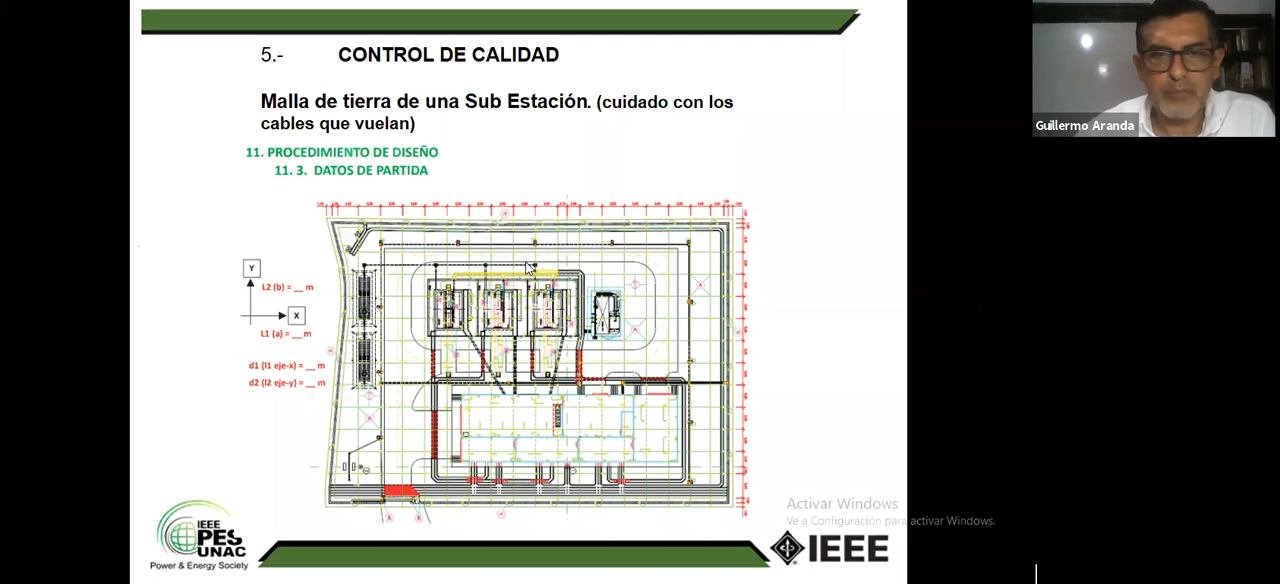 5.- CONTROL DE CALIDAD
Malla de tierra de una Sub Estación. (cuidado con los
cables que vuelan)
11. PROCEDIMIENTO DE DISEÑO
11. 3. DATOS DE PARTIDA
Y
L2 (b) = __ m
X
L1 (a) = __ m
d1 (l1 eje-x) = __ m
d2 (l2 eje-y) = __ m
IEEE
PES
UNAC
Power & Energy Society
IEEE
Activar Windows
Ve a Configuración para activar Windows.
Guillermo Aranda